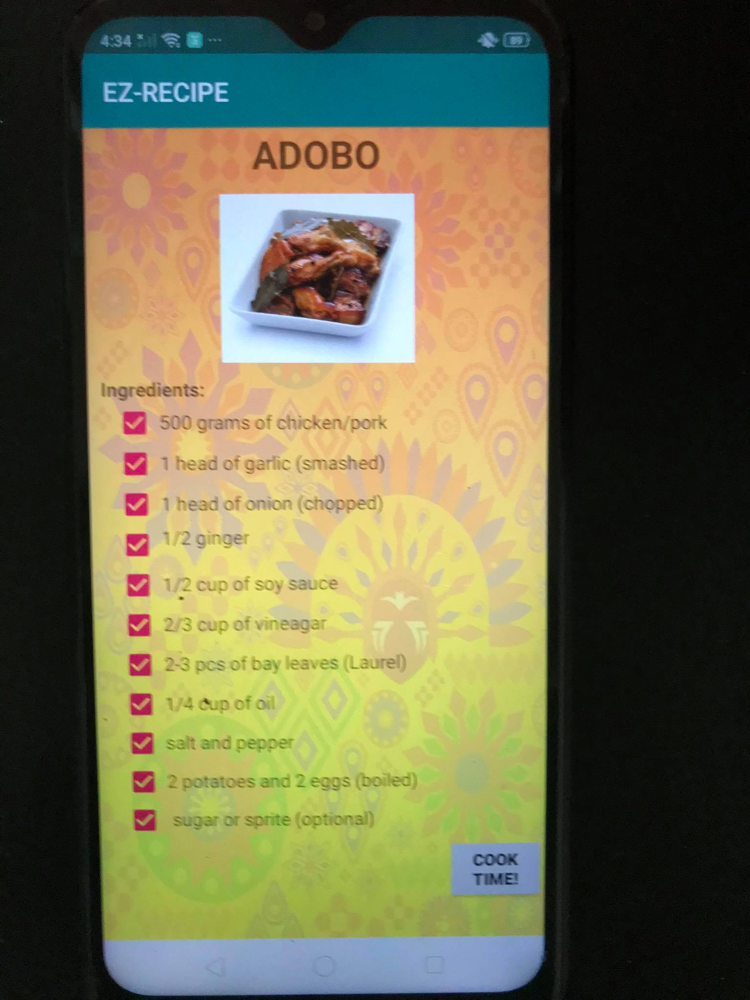 4:34
89
EZ-RECIPE
ADOBO
Ingredients:
500 grams of chicken/pork
1 head of garlic (smashed)
1 head of onion (chopped)
1/2 ginger
1/2 cup of soy sauce
2/3 cup of vineagar
2-3 pcs of bay leaves (Laurel)
1/4 cup of oil
salt and pepper
2 potatoes and 2 eggs (boiled)
sugar or sprite (optional)
COOK
TIME!